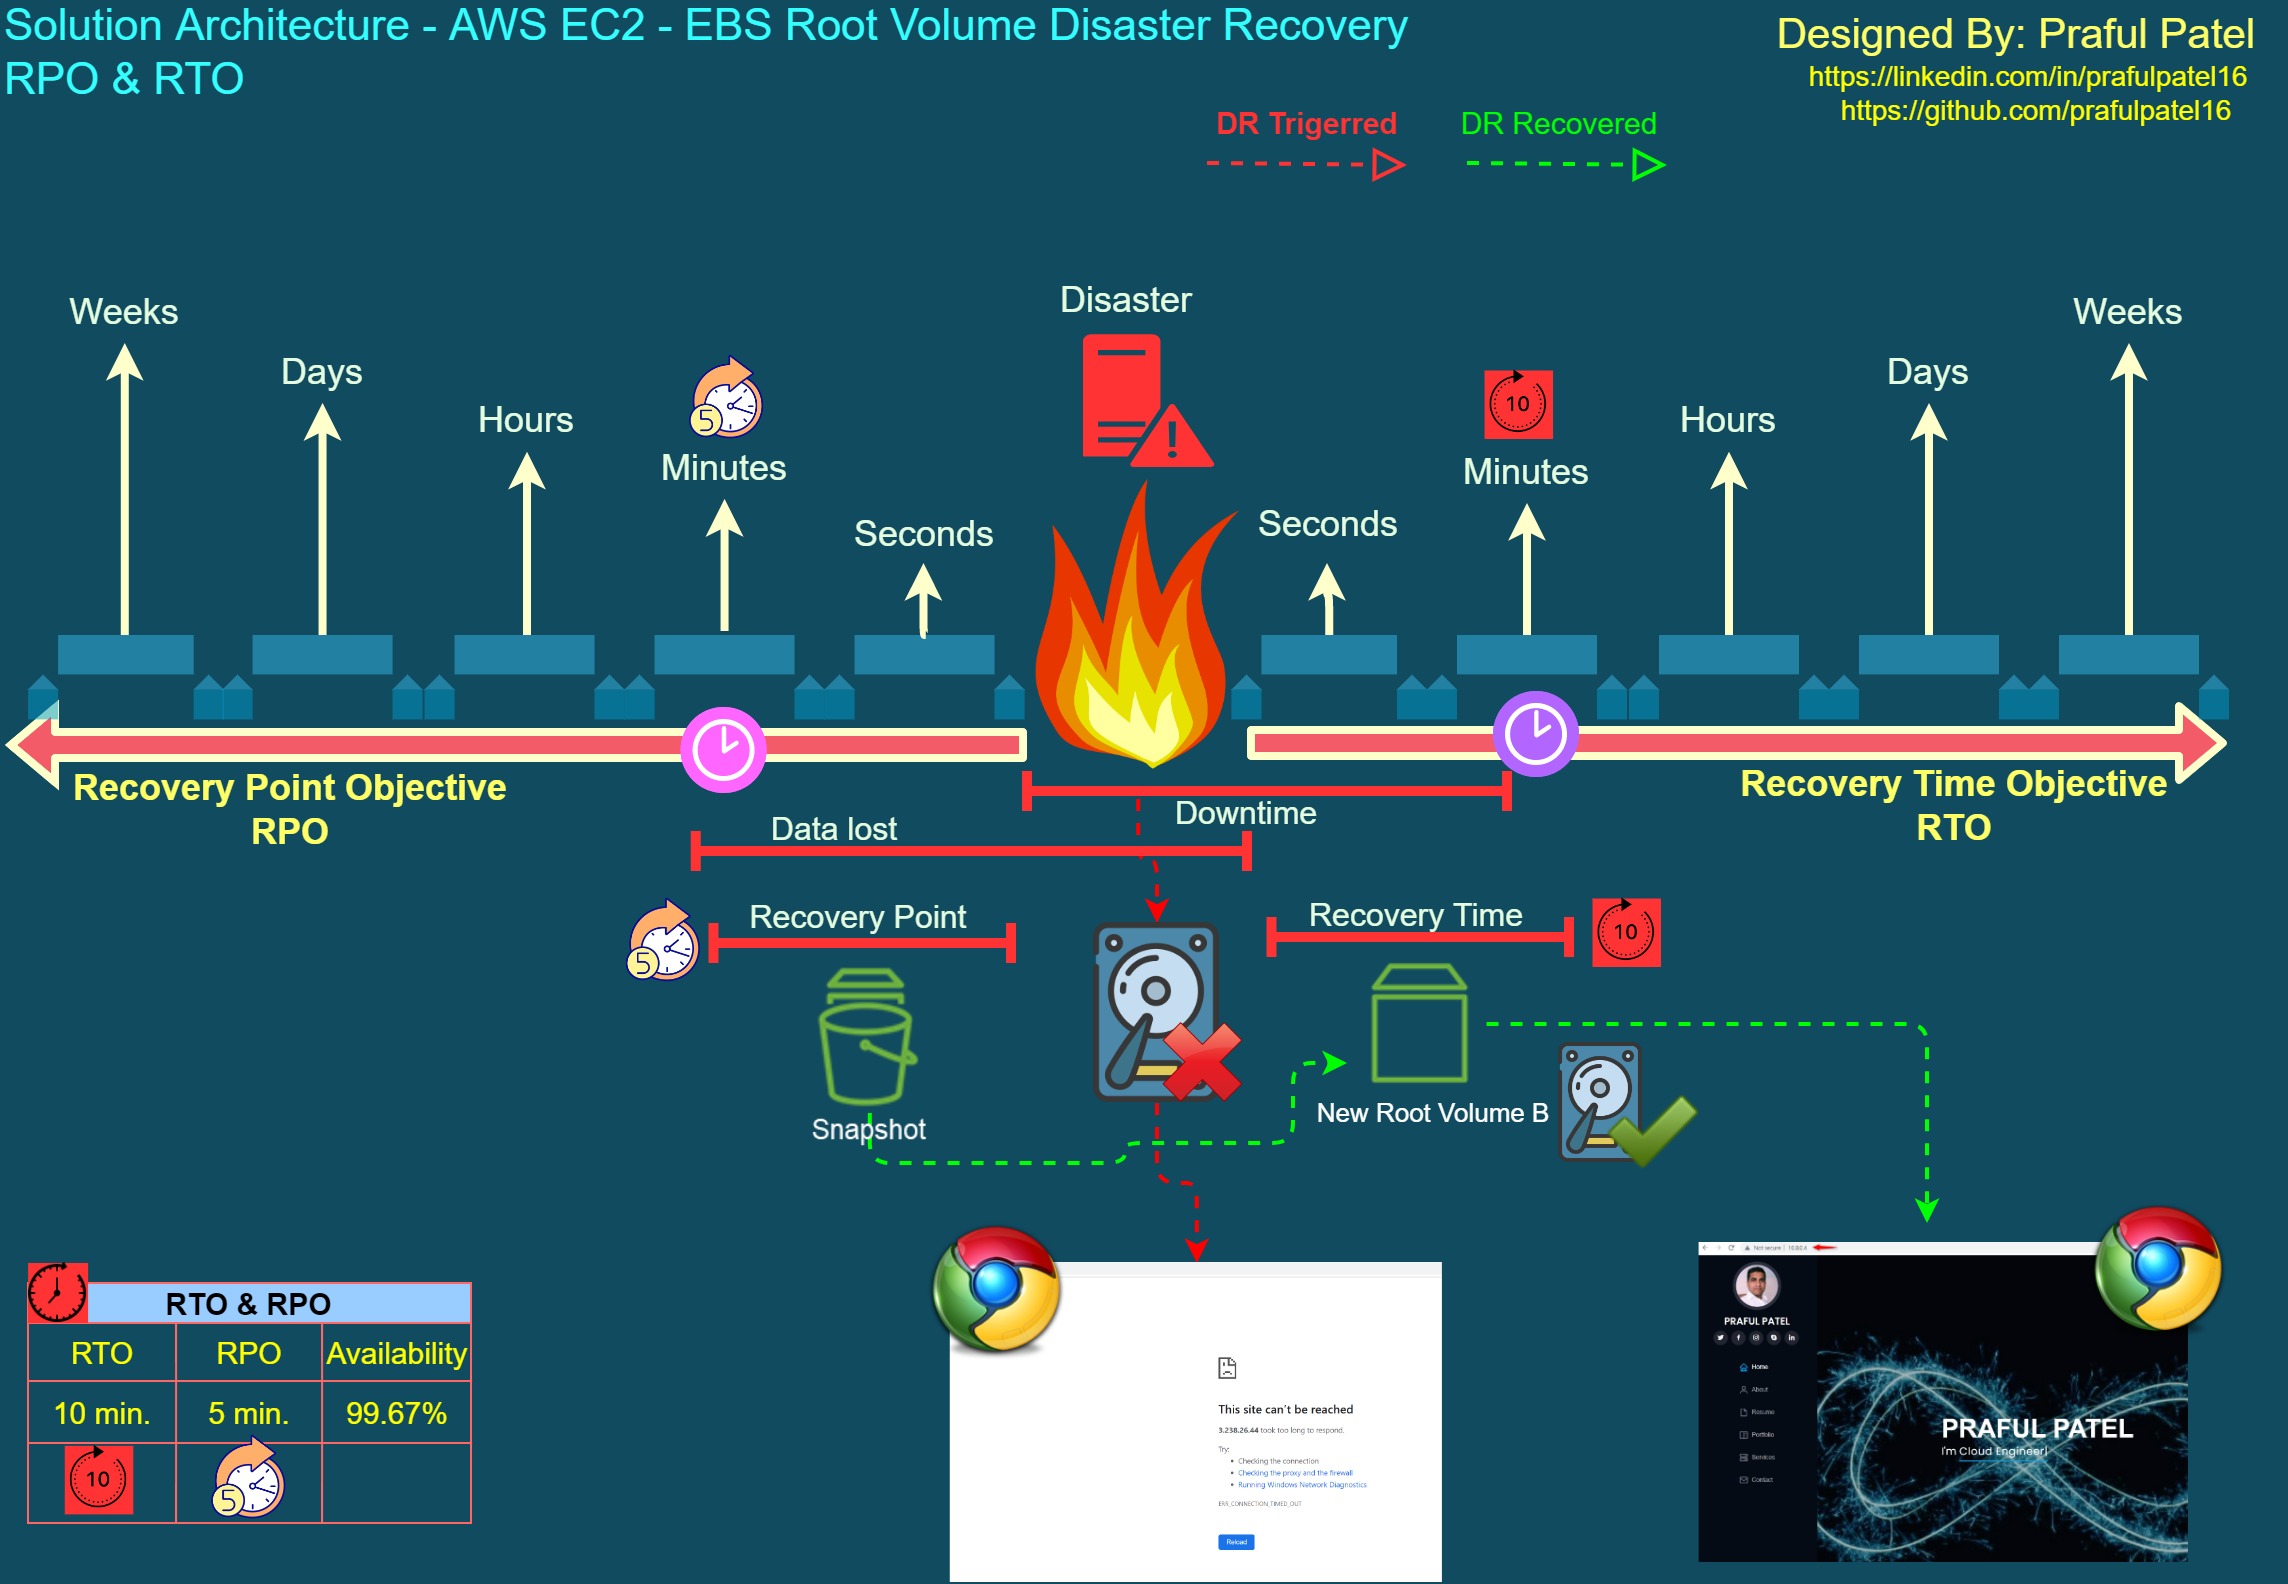 Solution Architecture - AWS EC2 - EBS Root Volume Disaster Recovery
RPO & RTO
Designed By: Praful Patel
https://linkedin.com/in/prafulpatel16
https://github.com/prafulpatel16
DR Trigerred
DR Recovered
Weeks
Days
Hours
5
Minutes
Seconds
Disaster
!
Seconds
10
Minutes
Hours
Days
Weeks
Recovery Point Objective
RPO
Recovery Time Objective
RTO
Downtime
Data lost
5
Recovery Point
Recovery Time
10
Snapshot
New Root Volume B
RTO & RPO
RTO
RPO
Availability
10 min.
5 min.
99.67%
10
5
This site can't be reached
3.238.26.44 took too long to respond.
Try:
• Checking the connection
• Checking the proxy and the firewall
• Running Windows Network Diagnostics
ERR_CONNECTION_TIMED_OUT
Reload
Not secure | 10.0.0.4
PRAFUL PATEL
Home
About
Resume
Portfolio
Services
Contact
PRAFUL PATEL
I'm Cloud Engineer|